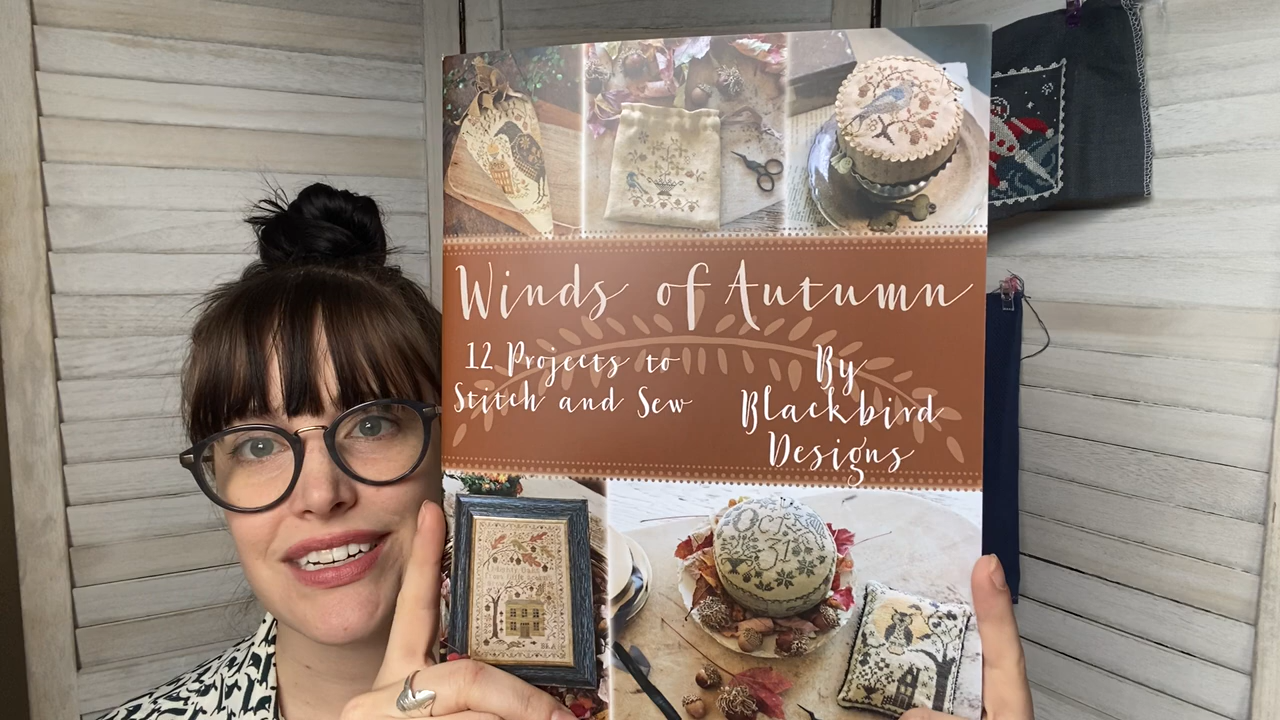 Winds of Autumn
12 Projects to
Stitch and Sew
By
Blackbird
Designs
Oct
31